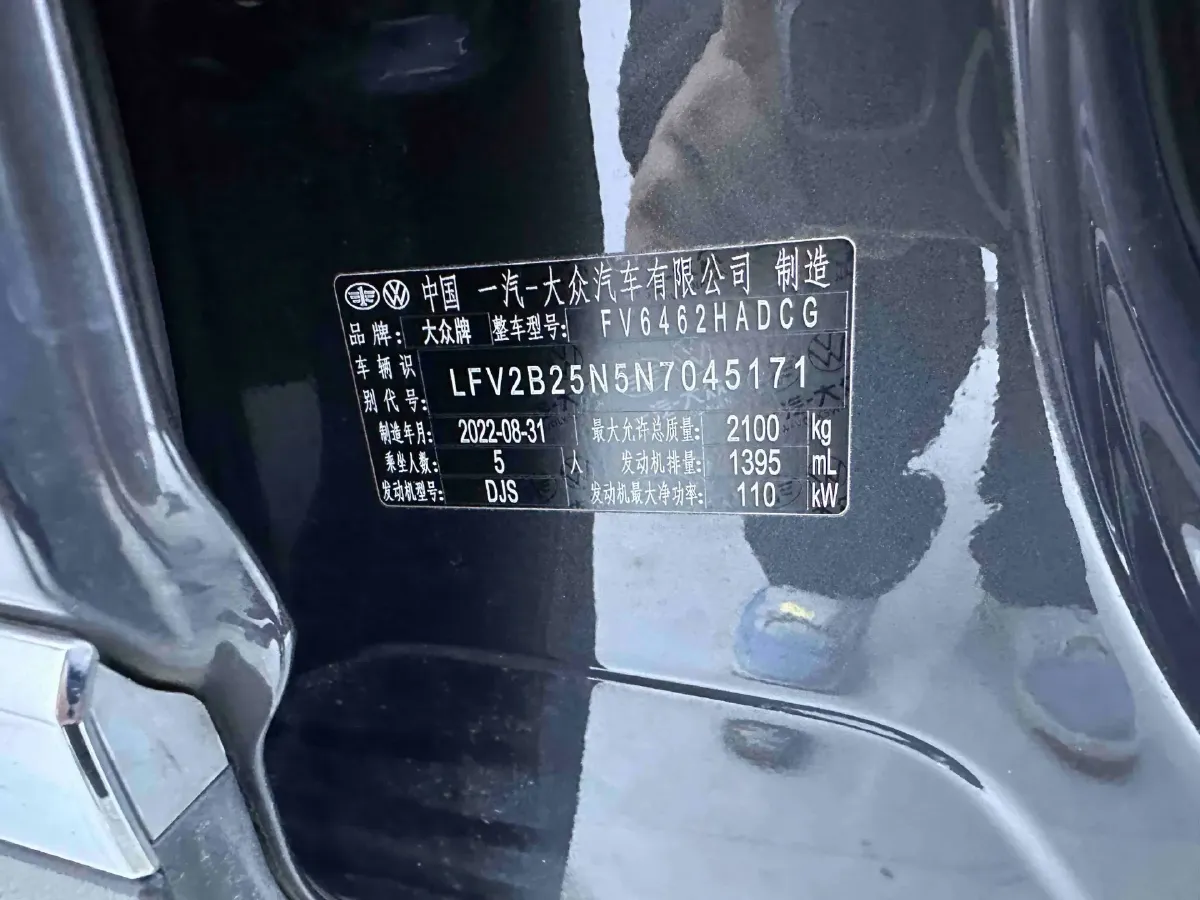 中国 一汽-大众汽车有限公司 制造
品牌: 大众牌 整车型号: FV6462HADCG
车辆识别代号: LFV2B25N5N7045171
制造年月: 2022-08-31 最大允许总质量: 2100 kg
乘坐人数: 5 人 发动机排量: 1395 mL
发动机型号: DJS 发动机最大净功率: 110 kW